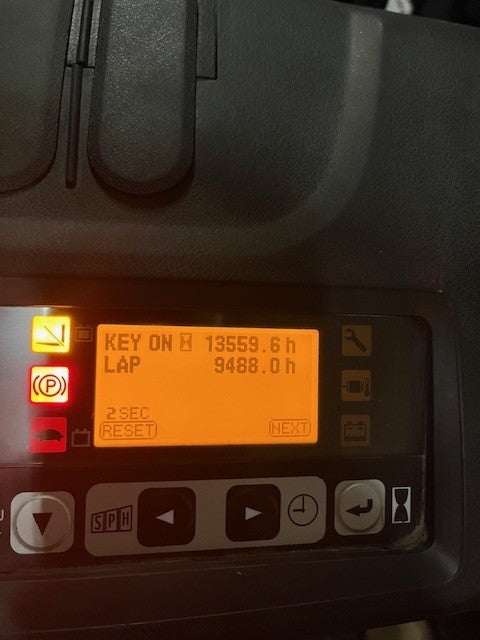 KEY ON 13559.6 h
LAP 9488.0 h
2 SEC
RESET NEXT
(P)
SPH